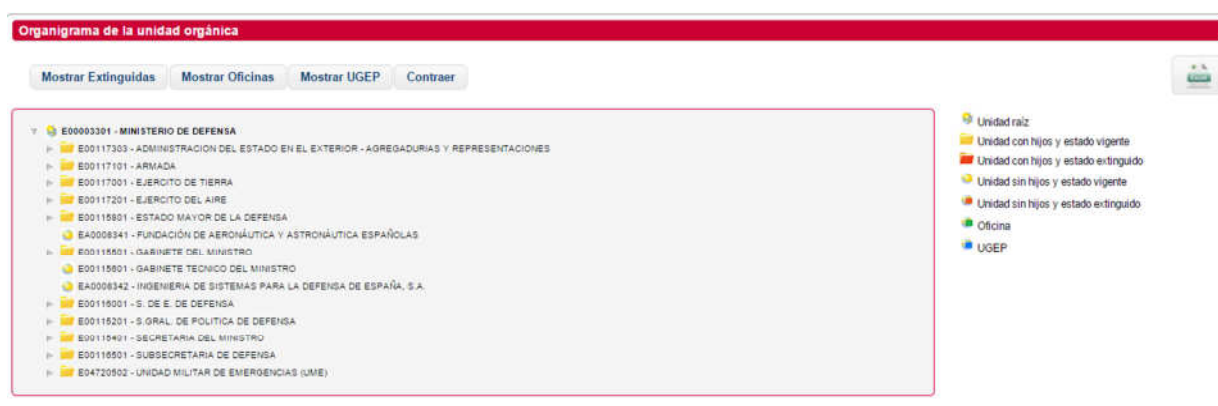 Organigrama de la unidad orgánica
Mostrar Extinguidas Mostrar Oficinas Mostrar UGEP Contraer
E00003301 - MINISTERIO DE DEFENSA
E00117303 - ADMINISTRACION DEL ESTADO EN EL EXTERIOR - AGREGADURIAS Y REPRESENTACIONES
E00117101 - ARMADA
E00117001 - EJERCITO DE TIERRA
E00117201 - EJERCITO DEL AIRE
E00115801 - ESTADO MAYOR DE LA DEFENSA
EA0008341 - FUNDACIÓN DE AERONÁUTICA Y ASTRONÁUTICA ESPAÑOLAS
E00115501 - GABINETE DEL MINISTRO
E00115601 - GABINETE TECNICO DEL MINISTRO
EA0008342 - INGENIERIA DE SISTEMAS PARA LA DEFENSA DE ESPAÑA, S.A.
E00116001 - S. DE E. DE DEFENSA
E00115201 - S.GRAL. DE POLITICA DE DEFENSA
E00115401 - SECRETARIA DEL MINISTRO
E00116501 - SUBSECRETARIA DE DEFENSA
E04720502 - UNIDAD MILITAR DE EMERGENCIAS (UME)
Unidad raíz
Unidad con hijos y estado vigente
Unidad con hijos y estado extinguido
Unidad sin hijos y estado vigente
Unidad sin hijos y estado extinguido
Oficina
UGEP